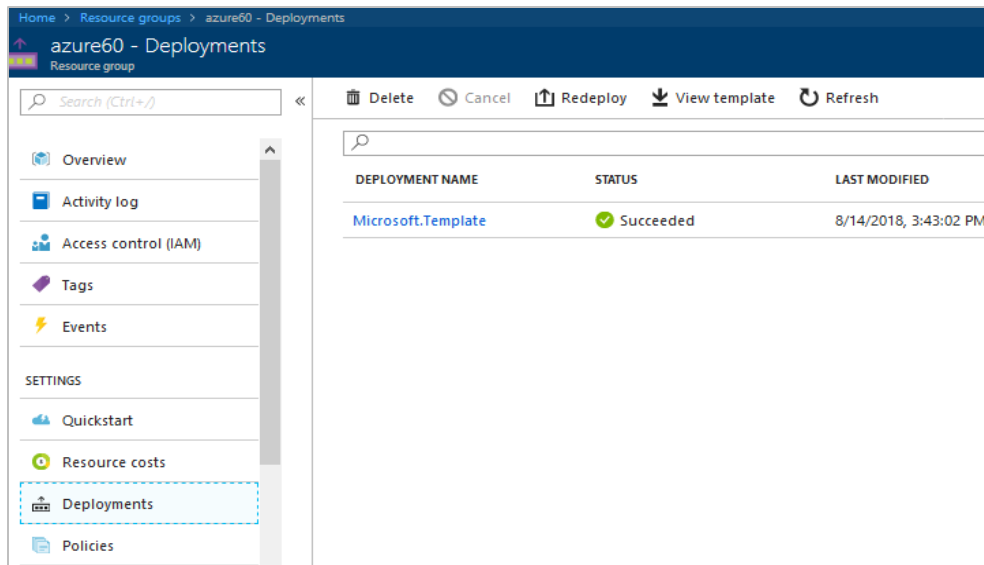 Home > Resource groups > azure60 - Deployments
azure60 - Deployments
Resource group
Search (Ctrl+/)
«
Delete Cancel Redeploy View template Refresh
Overview
Activity log
Access control (IAM)
Tags
Events
SETTINGS
Quickstart
Resource costs
Deployments
Policies
DEPLOYMENT NAME STATUS LAST MODIFIED
Microsoft.Template Succeeded 8/14/2018, 3:43:02 PM